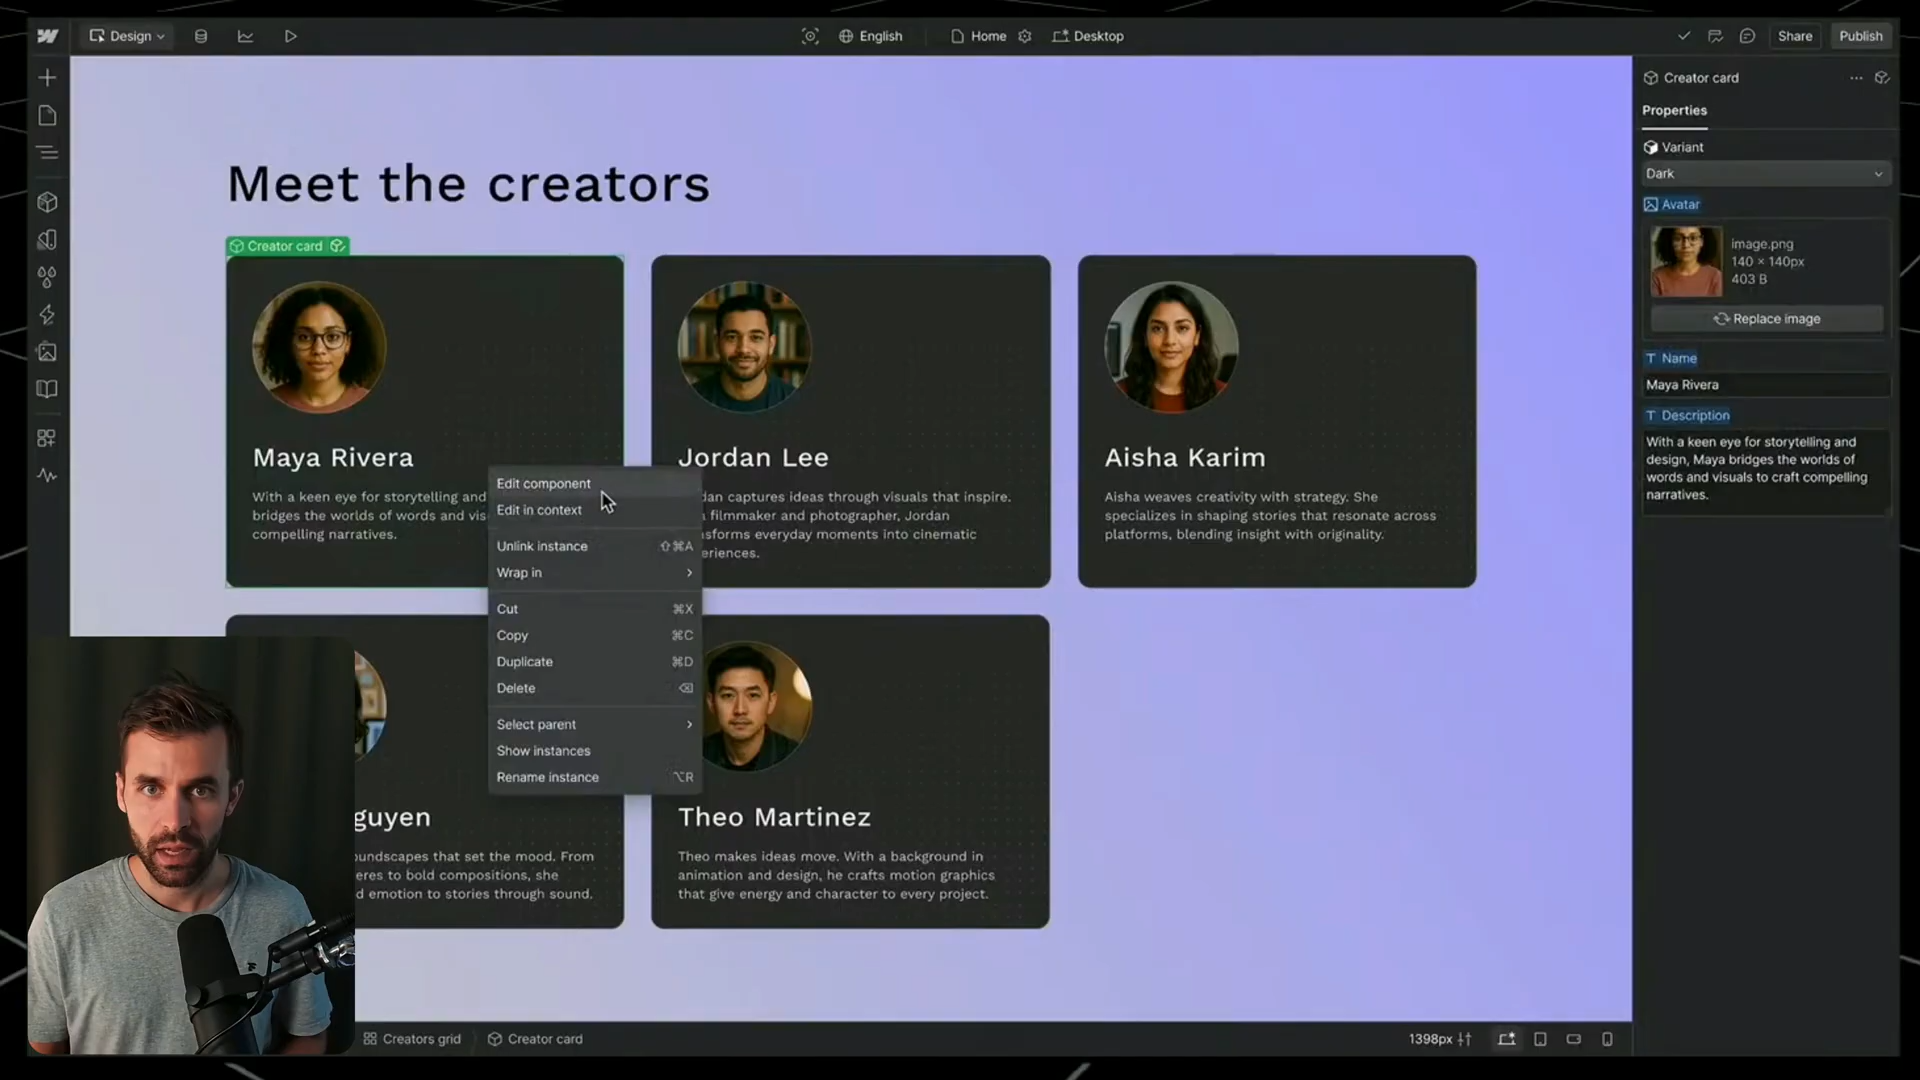 Design
English
Home
Desktop
Share
Publish
Meet the creators
Creator card
Maya Rivera
With a keen eye for storytelling and
bridges the worlds of words and vis
compelling narratives.
Jordan Lee
dan captures ideas through visuals that inspire.
filmmaker and photographer, Jordan
nsforms everyday moments into cinematic
eriences.
Aisha Karim
Aisha weaves creativity with strategy. She
specializes in shaping stories that resonate across
platforms, blending insight with originality.
Edit component
Edit in context
Unlink instance ⇧⌘A
Wrap in
Cut ⌘X
Copy ⌘C
Duplicate ⌘D
Delete
Select parent
Show instances
Rename instance ⌥R
guyen
oundscapes that set the mood. From
eres to bold compositions, she
d emotion to stories through sound.
Theo Martinez
Theo makes ideas move. With a background in
animation and design, he crafts motion graphics
that give energy and character to every project.
Creator card
Properties
Variant
Dark
Avatar
image.png
140 × 140px
403 B
Replace image
Name
Maya Rivera
Description
With a keen eye for storytelling and
design, Maya bridges the worlds of
words and visuals to craft compelling
narratives.
Creators grid
Creator card
1398px